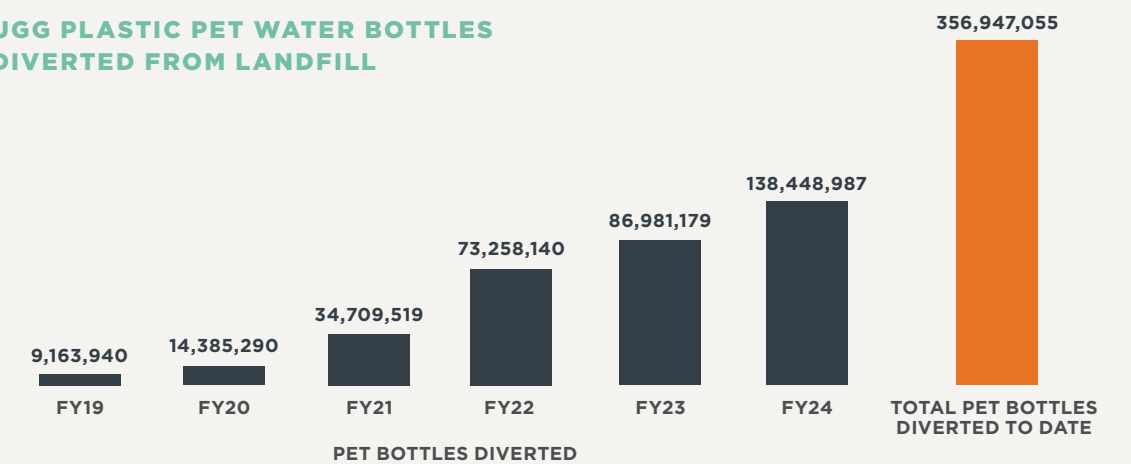 UGG PLASTIC PET WATER BOTTLES
DIVERTED FROM LANDFILL
356,947,055
138,448,987
86,981,179
73,258,140
34,709,519
14,385,290
9,163,940
FY19
FY20
FY21
FY22
FY23
FY24
TOTAL PET BOTTLES
DIVERTED TO DATE
PET BOTTLES DIVERTED